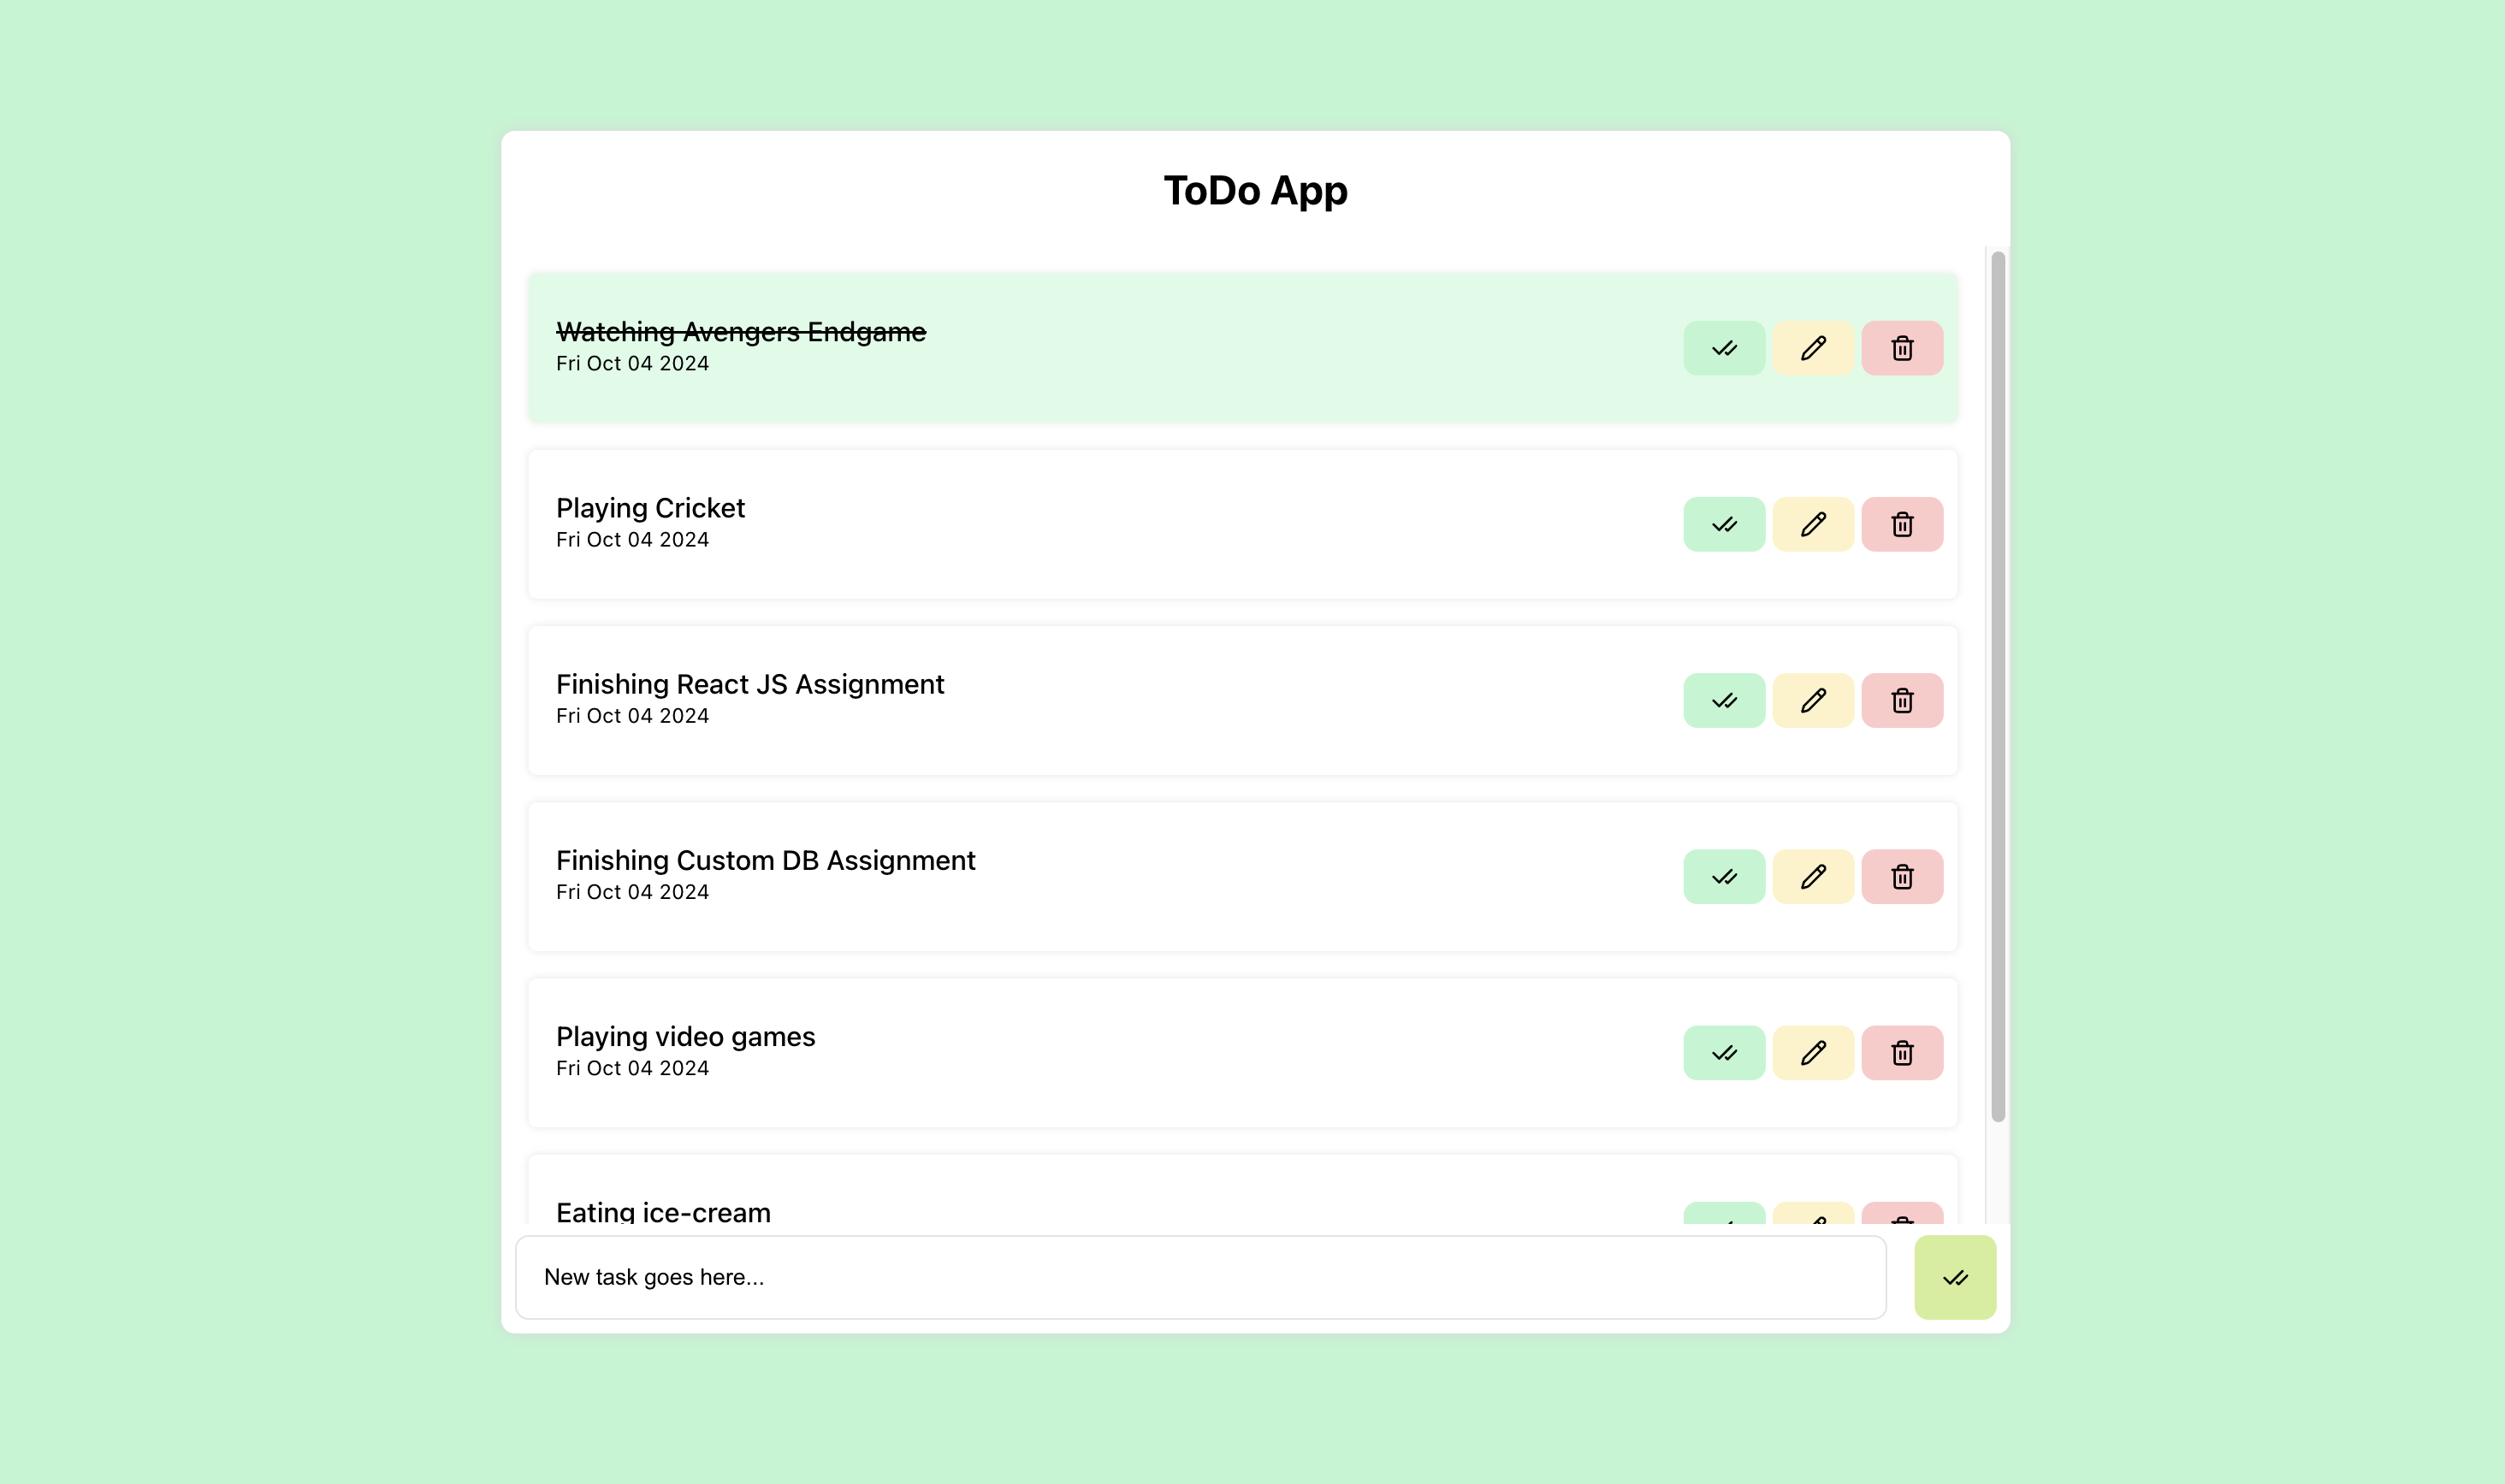 ToDo App
Watching Avengers Endgame
Fri Oct 04 2024
Playing Cricket
Fri Oct 04 2024
Finishing React JS Assignment
Fri Oct 04 2024
Finishing Custom DB Assignment
Fri Oct 04 2024
Playing video games
Fri Oct 04 2024
Eating ice-cream
New task goes here...